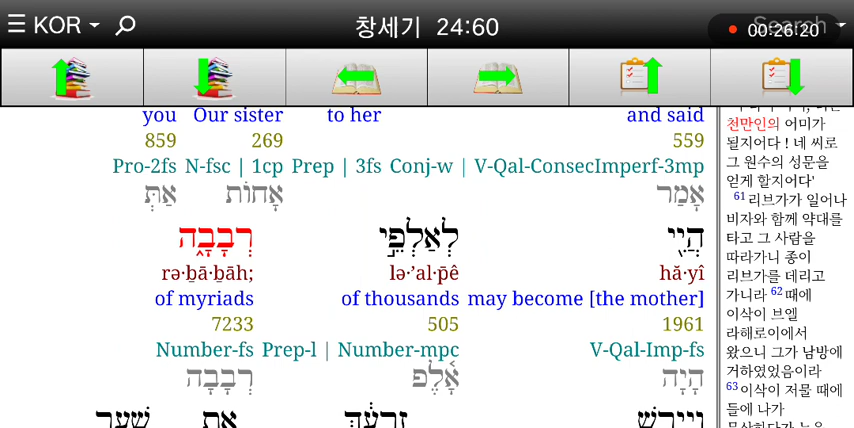 KOR
창세기 24:60
00:26:20
you Our sister to her and said
859 269 559
Pro-2fs N-fsc | 1cp Prep | 3fs Conj-w | V-Qal-ConsecImperf-3mp
אָמַר אָחוֹת אַתְּ
הֲיִ֖י לְאַלְפֵ֣י רְבָבָ֑ה
hă·yî lə·’al·p̄ê rə·ḇā·ḇāh;
of myriads of thousands may become [the mother]
7233 505 1961
Number-fs Prep-l | Number-mpc V-Qal-Imp-fs
הָיָה רְבָבָה
천만인의 어미가
될지어다 ! 네 씨로
그 원수의 성문을
얻게 할지어다'
61 리브가가 일어나
비자와 함께 약대를
타고 그 사람을
따라가니 종이
리브가를 데리고
가니라 62 때에
이삭이 브엘
라해로이에서
왔으니 그가 남방에
거하였었음이라
63 이삭이 저물 때에
들에 나가